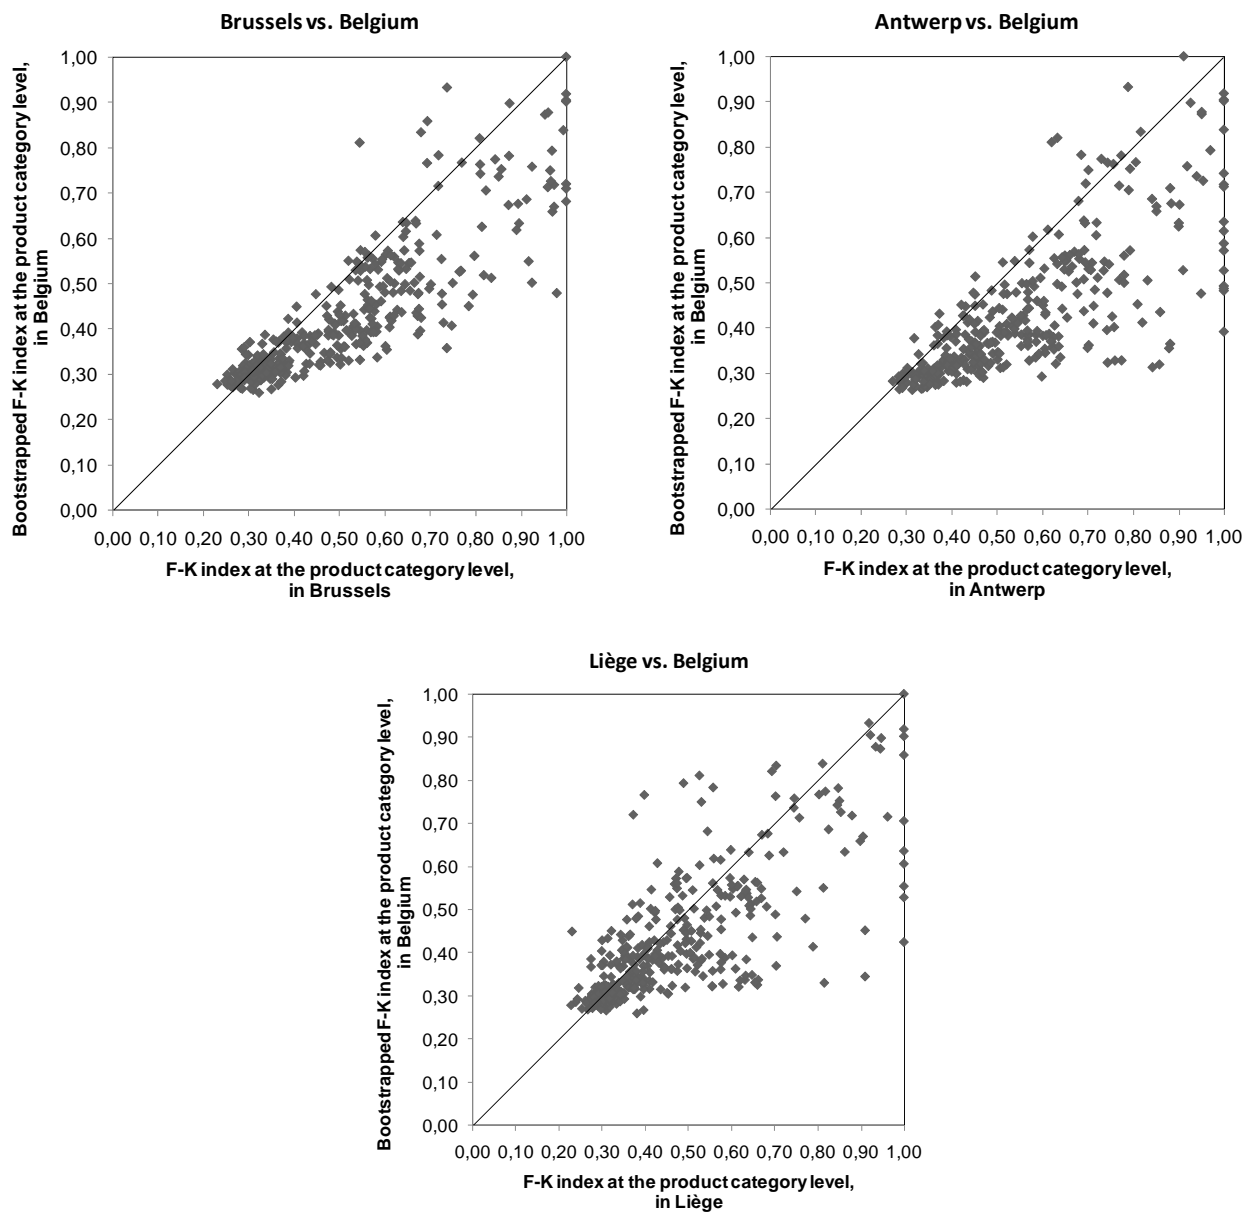 Brussels vs. Belgium
Bootstrapped F-K index at the product category level,
in Belgium
1,00
0,90
0,80
0,70
0,60
0,50
0,40
0,30
0,20
0,10
0,00
0,00 0,10 0,20 0,30 0,40 0,50 0,60 0,70 0,80 0,90 1,00
F-K index at the product category level,
in Brussels
Antwerp vs. Belgium
Bootstrapped F-K index at the product category level,
in Belgium
1,00
0,90
0,80
0,70
0,60
0,50
0,40
0,30
0,20
0,10
0,00
0,00 0,10 0,20 0,30 0,40 0,50 0,60 0,70 0,80 0,90 1,00
F-K index at the product category level,
in Antwerp
Liège vs. Belgium
Bootstrapped F-K index at the product category level,
in Belgium
1,00
0,90
0,80
0,70
0,60
0,50
0,40
0,30
0,20
0,10
0,00
0,00 0,10 0,20 0,30 0,40 0,50 0,60 0,70 0,80 0,90 1,00
F-K index at the product category level,
in Liège